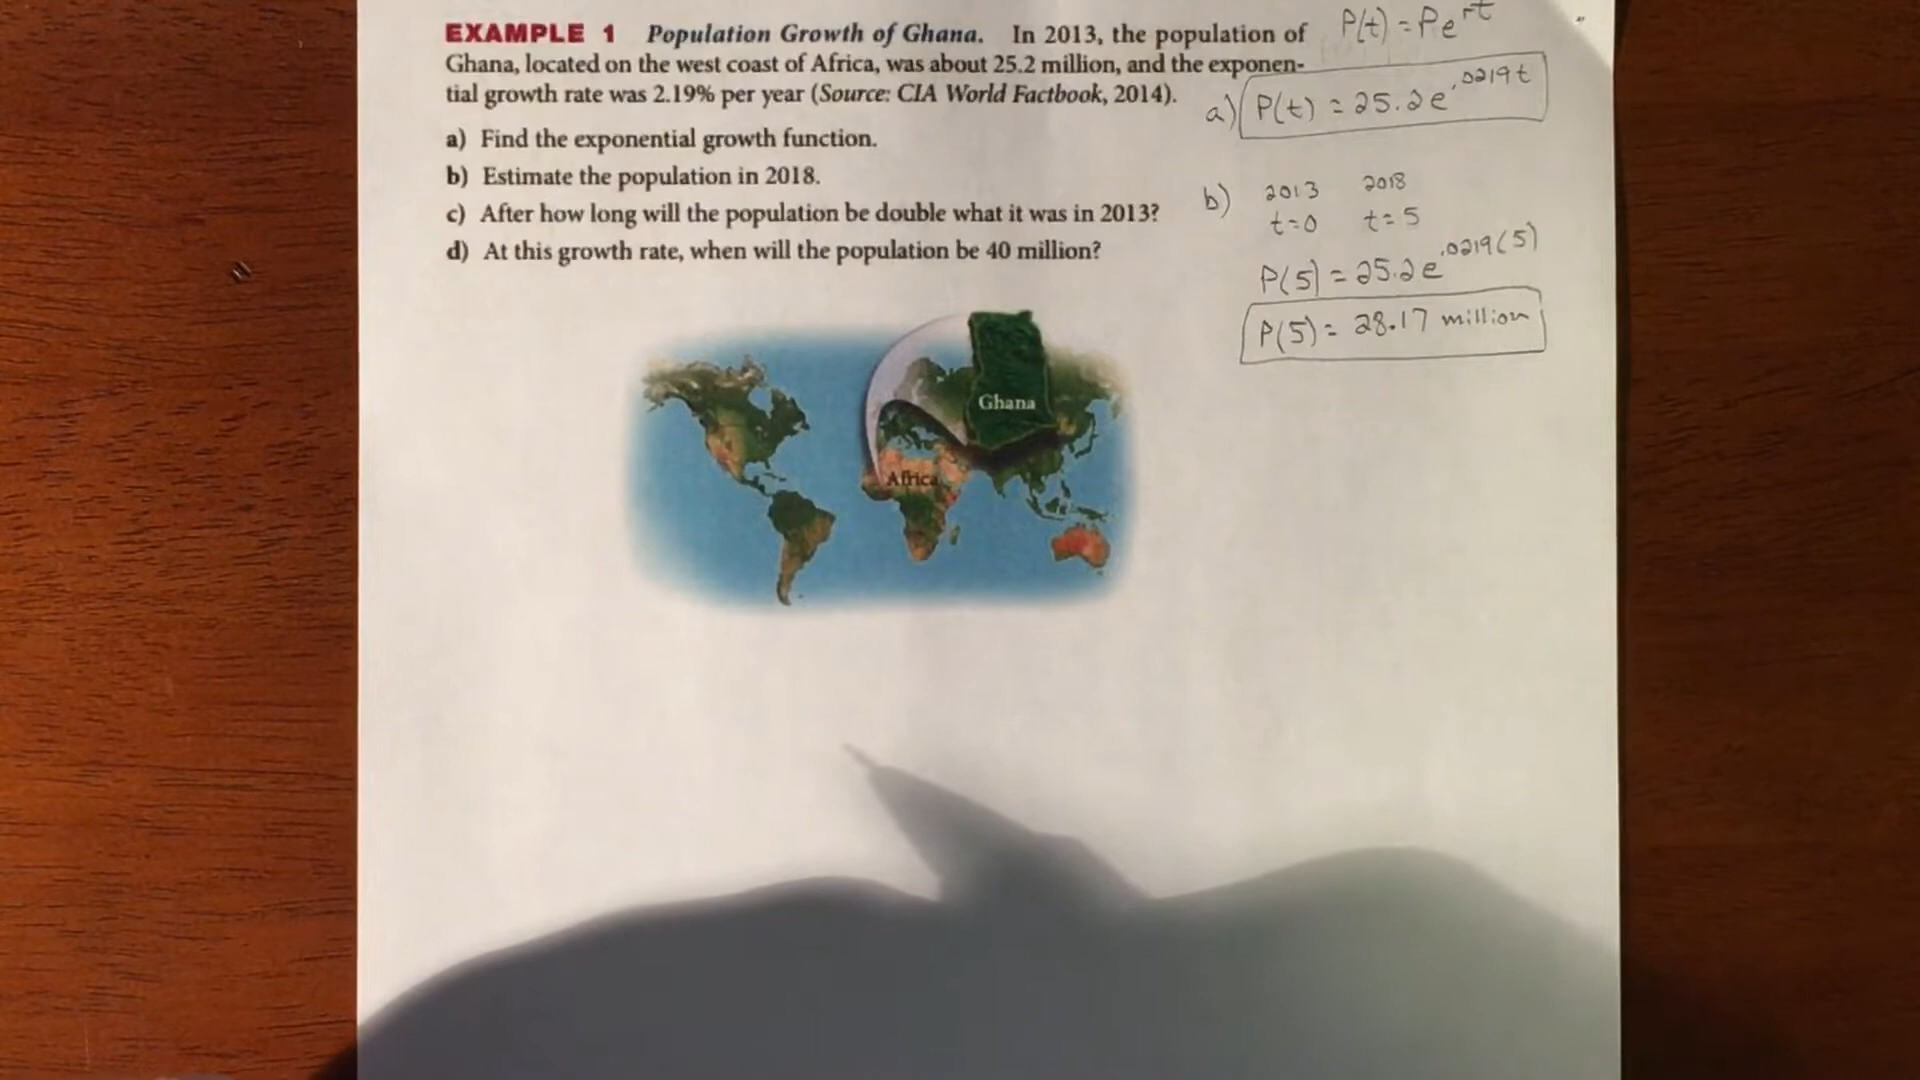 EXAMPLE 1 Population Growth of Ghana. In 2013, the population of
Ghana, located on the west coast of Africa, was about 25.2 million, and the exponen-
tial growth rate was 2.19% per year (Source: CIA World Factbook, 2014).
a) Find the exponential growth function.
b) Estimate the population in 2018.
c) After how long will the population be double what it was in 2013?
d) At this growth rate, when will the population be 40 million?
Ghana
Africa
P(t) = Pe^rt
a) P(t) = 25.2e^.0219t
b) 2013 2018
t=0 t=5
P(5) = 25.2e^.0219(5)
P(5) = 28.17 million